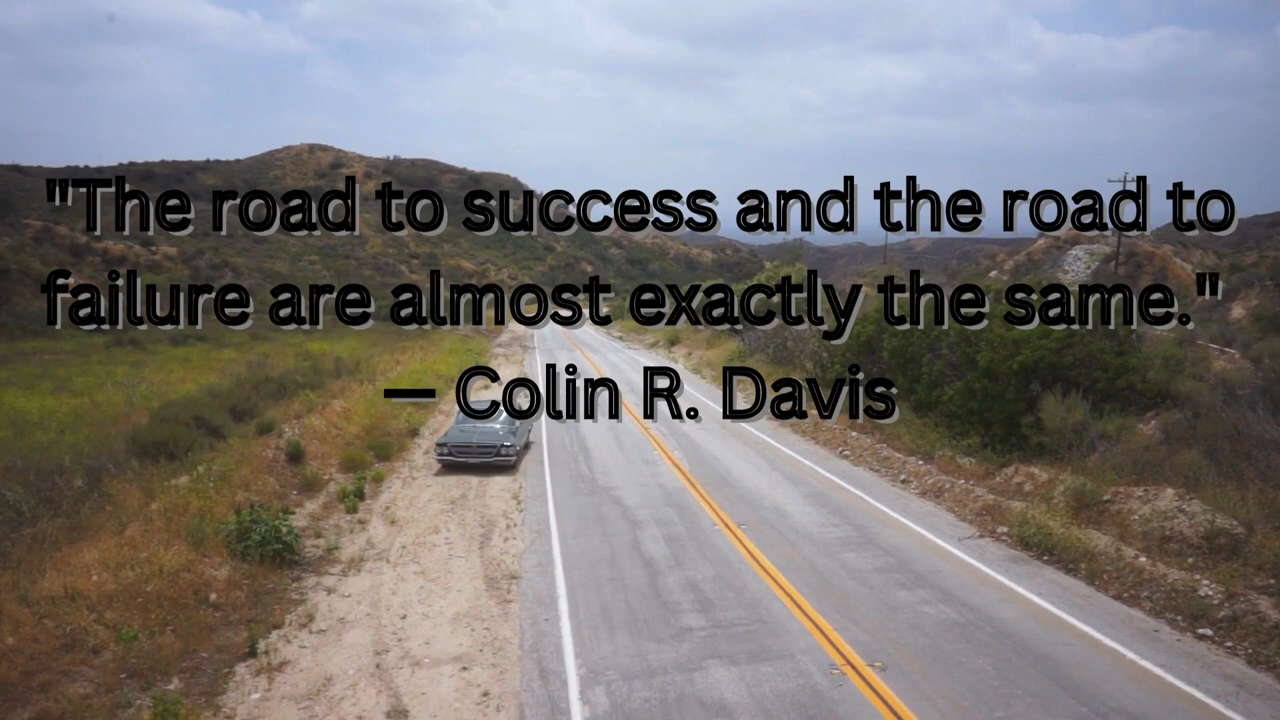 "The road to success and the road to
failure are almost exactly the same."
— Colin R. Davis